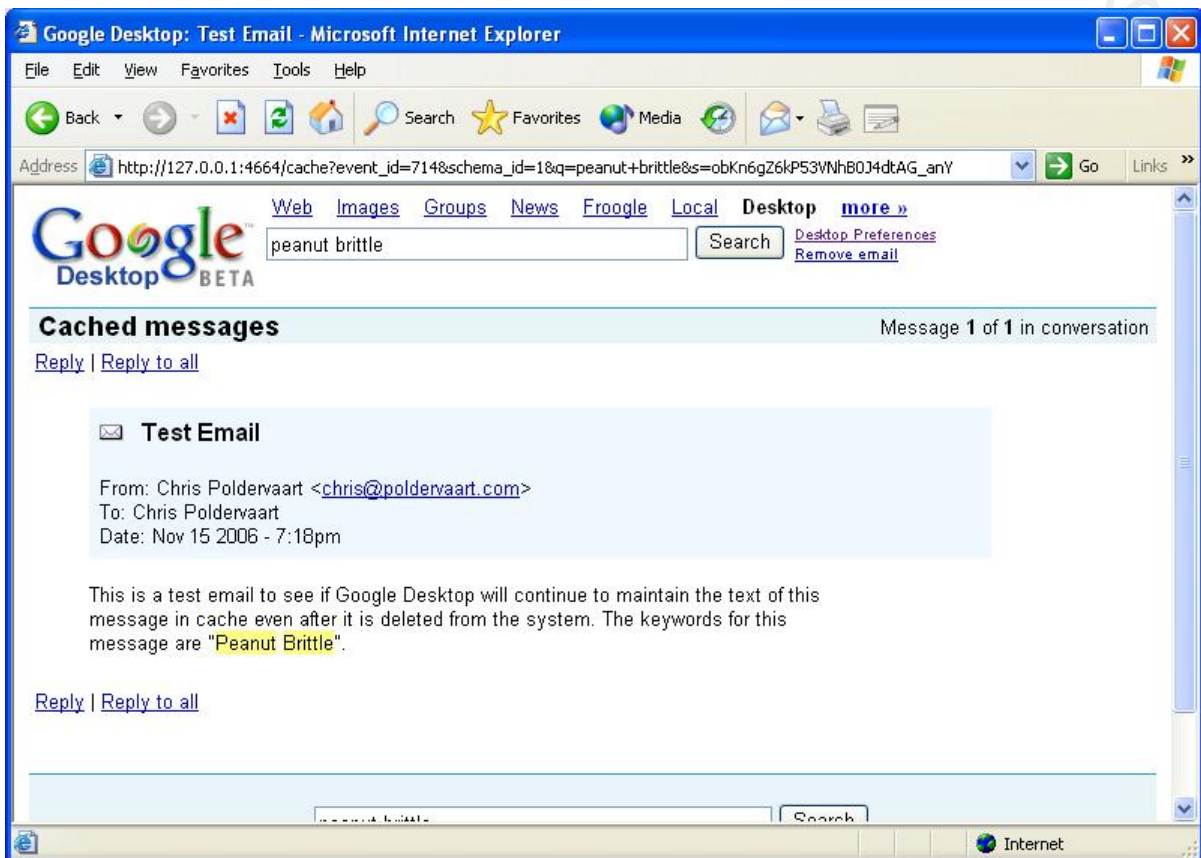 Google Desktop: Test Email - Microsoft Internet Explorer
File Edit View Favorites Tools Help
Back Search Favorites Media
Address http://127.0.0.1:4664/cache?event_id=714&schema_id=1&q=peanut+brittle&s=obKn6gZ6kP53VNhB0J4dtAG_anY Go Links »
Web Images Groups News Froogle Local Desktop more »
Google™ Desktop BETA
peanut brittle Search Desktop Preferences
Remove email
Cached messages Message 1 of 1 in conversation
Reply | Reply to all
Test Email
From: Chris Poldervaart <chris@poldervaart.com>
To: Chris Poldervaart
Date: Nov 15 2006 - 7:18pm
This is a test email to see if Google Desktop will continue to maintain the text of this
message in cache even after it is deleted from the system. The keywords for this
message are "Peanut Brittle".
Reply | Reply to all
peanut brittle Search
Internet